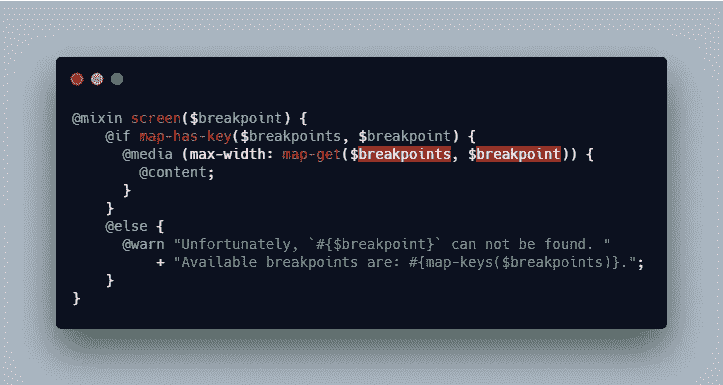 @mixin screen($breakpoint) {
    @if map-has-key($breakpoints, $breakpoint) {
      @media (max-width: map-get($breakpoints, $breakpoint)) {
        @content;
      }
    }
    @else {
      @warn "Unfortunately, `#{$breakpoint}` can not be found. "
          + "Available breakpoints are: #{map-keys($breakpoints)}.";
    }
}